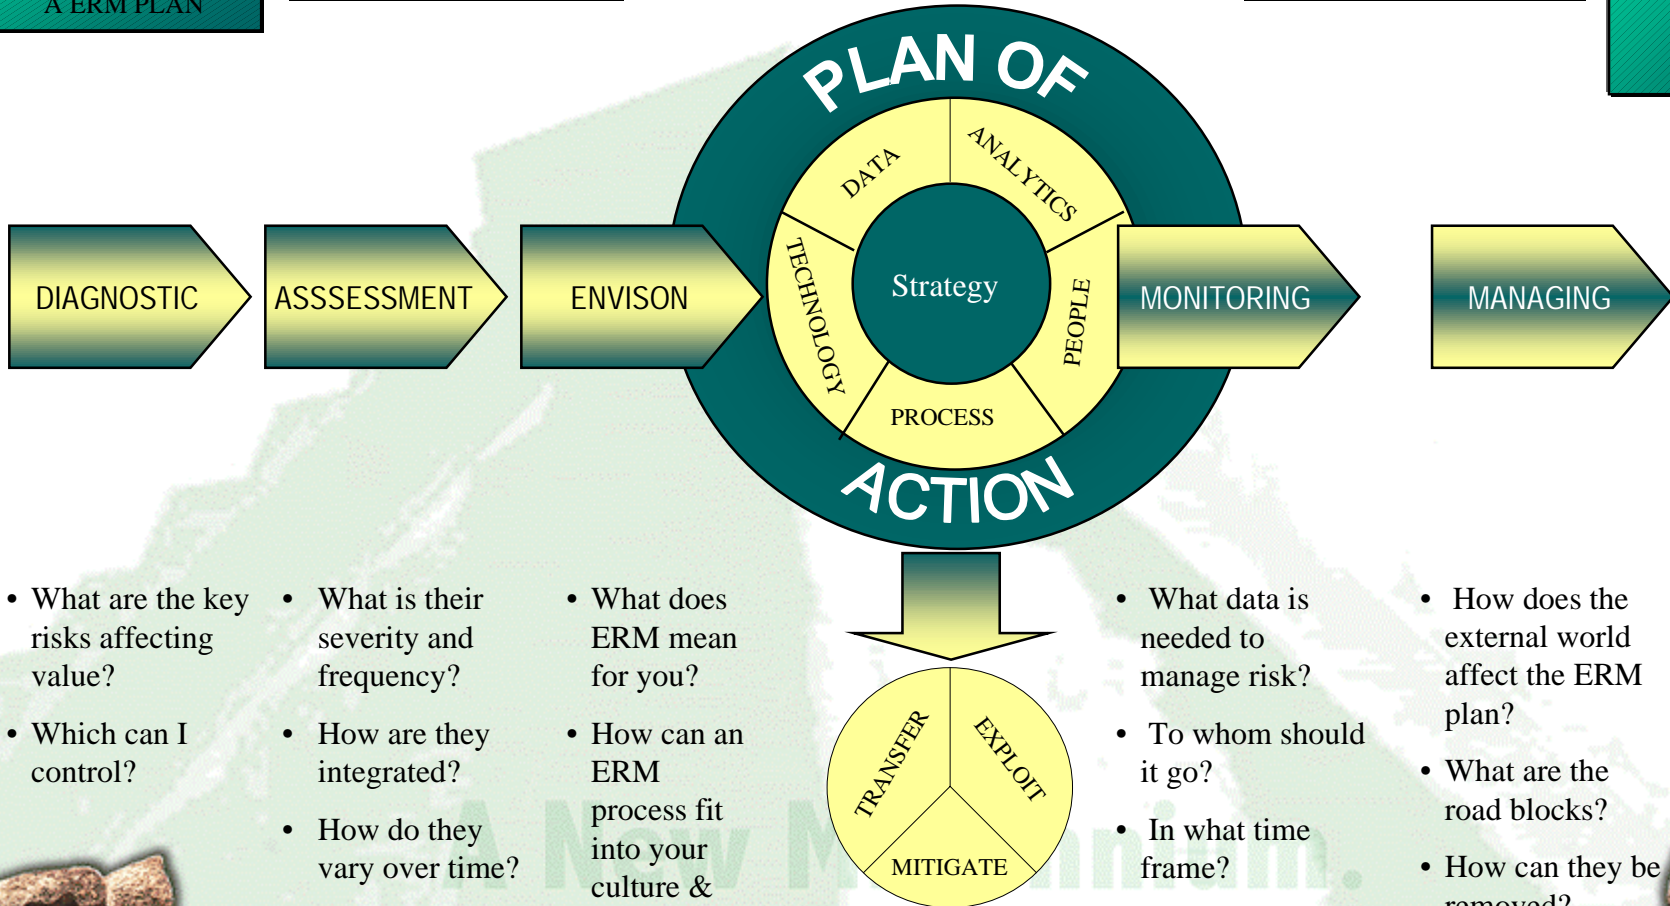 A ERM PLAN
PLAN OF
ACTION
DATA
ANALYTICS
TECHNOLOGY
PEOPLE
PROCESS
Strategy
DIAGNOSTIC
ASSSESSMENT
ENVISON
MONITORING
MANAGING
• What are the key
risks affecting
value?
• Which can I
control?
• What is their
severity and
frequency?
• How are they
integrated?
• How do they
vary over time?
• What does
ERM mean
for you?
• How can an
ERM
process fit
into your
culture &
TRANSFER
EXPLOIT
MITIGATE
• What data is
needed to
manage risk?
• To whom should
it go?
• In what time
frame?
• How does the
external world
affect the ERM
plan?
• What are the
road blocks?
• How can they be
removed?
A New